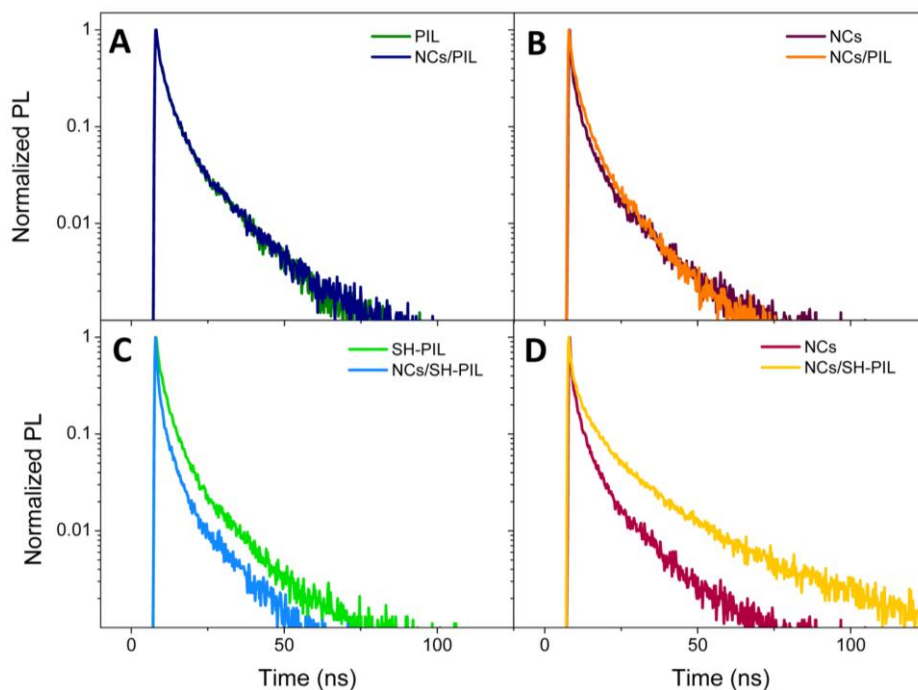 A
PIL
NCs/PIL
B
NCs
NCs/PIL
Normalized PL
1
0.1
0.01
C
SH-PIL
NCs/SH-PIL
D
NCs
NCs/SH-PIL
Normalized PL
1
0.1
0.01
0 50 100
0 50 100
Time (ns)
Time (ns)